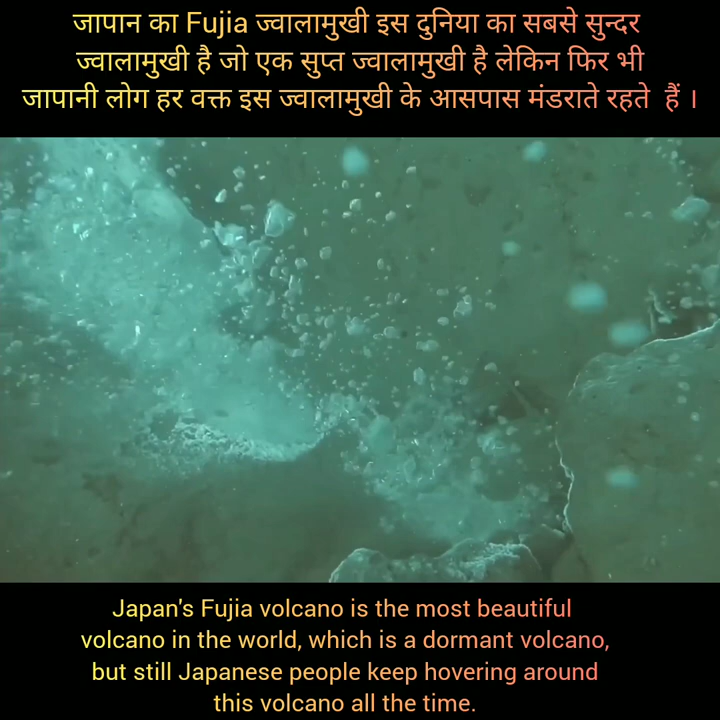 जापान का Fujia ज्वालामुखी इस दुनिया का सबसे सुन्दर
ज्वालामुखी है जो एक सुप्त ज्वालामुखी है लेकिन फिर भी
जापानी लोग हर वक्त इस ज्वालामुखी के आसपास मंडराते रहते हैं ।
Japan's Fujia volcano is the most beautiful
volcano in the world, which is a dormant volcano,
but still Japanese people keep hovering around
this volcano all the time.